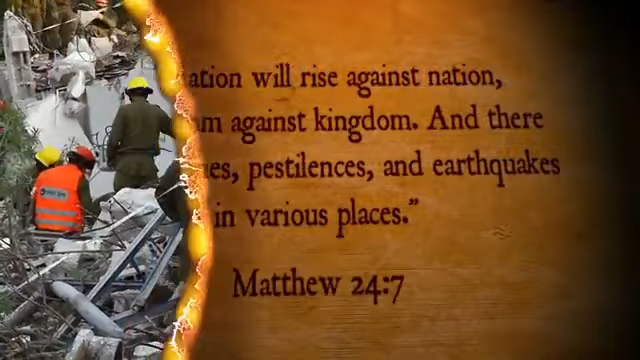 ation will rise against nation,
m against kingdom. And there
es, pestilences, and earthquakes
in various places.”
Matthew 24:7